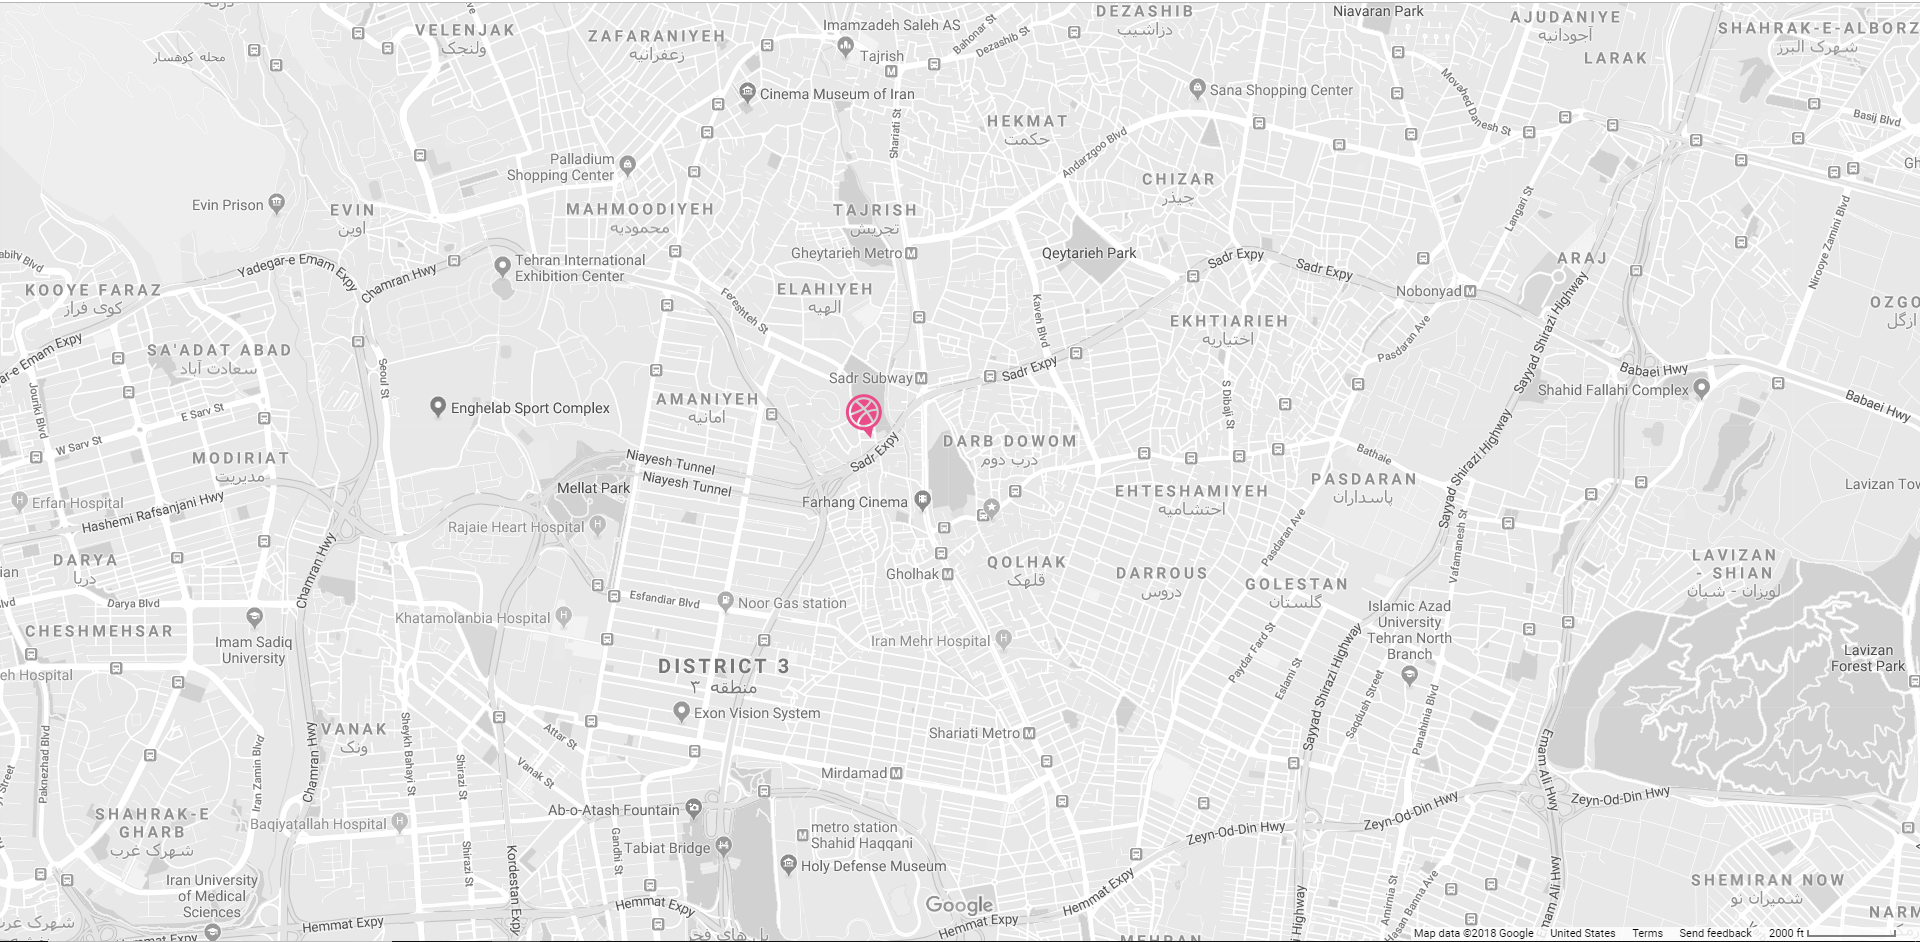 Imamzadeh Saleh AS
DEZASHIB
دزاشیب
Niavaran Park
AJUDANIYE
آجودانیه
SHAHRAK-E-ALBORZ
شهرک البرز
VELENJAK
ولنجک
ZAFARANIYEH
زعفرانیه
محله کوهسار
Bahonar St
Dezashib St
Tajrish
LARAK
Cinema Museum of Iran
Sana Shopping Center
Movahed Danesh St
Basij Blvd
HEKMAT
حکمت
Shariati St
Andarzgoo Blvd
Palladium
Shopping Center
CHIZAR
چیذر
Evin Prison
EVIN
اوین
MAHMOODIYEH
محمودیه
TAJRISH
تجریش
Langari St
Nirooye Zamini Blvd
Gheytarieh Metro
Qeytarieh Park
Sadr Expy
Sadr Expy
ARAJ
Tehran International
Exhibition Center
Yadegar-e Emam Expy
Chamran Hwy
KOOYE FARAZ
کوی فراز
ELAHIYEH
الهیه
Fereshteh St
Nobonyad
Kaveh Blvd
EKHTIARIEH
اختیاریه
Pasdaran Ave
Sayyad Shirazi Highway
ازگل
SA'ADAT ABAD
سعادت آباد
Seoul St
Sadr Subway
Sadr Expy
Babaei Hwy
Shahid Fallahi Complex
Babaei Hwy
Jouriki Blvd
Enghelab Sport Complex
AMANIYEH
امانیه
S Dibaji St
E Sarv St
W Sarv St
MODIRIAT
مدیریت
Niayesh Tunnel
Niayesh Tunnel
Sadr Expy
DARB DOWOM
درب دوم
Bathaie
Sayyad Shirazi Highway
Mellat Park
Farhang Cinema
EHTESHAMIYEH
احتشامیه
PASDARAN
پاسداران
Erfan Hospital
Hashemi Rafsanjani Hwy
Rajaie Heart Hospital
Pasdaran Ave
Vafamanesh St
DARYA
دریا
Chamran Hwy
Gholhak
QOLHAK
قلهک
DARROUS
دروس
GOLESTAN
گلستان
LAVIZAN
- SHIAN
لویزان - شیان
Darya Blvd
Esfandiar Blvd
Noor Gas station
Khatamolanbia Hospital
Islamic Azad
University
Tehran North
Branch
CHESHMEHSAR
Imam Sadiq
University
Iran Mehr Hospital
Paydar Fard St
Eslami St
Sayyad Shirazi Highway
Lavizan
Forest Park
DISTRICT 3
منطقه ۳
Saqdush Street
Panahinia Blvd
Exon Vision System
VANAK
ونک
Sheykh Bahayi St
Attar St
Shariati Metro
Emam Ali Hwy
Paknezhad Blvd
Iran Zamin Blvd
Chamran Hwy
Shirazi St
Vanak St
Mirdamad
Zeyn-Od-Din Hwy
Zeyn-Od-Din Hwy
Zeyn-Od-Din Hwy
SHAHRAK-E
GHARB
شهرک غرب
Baqiyatallah Hospital
Ab-o-Atash Fountain
metro station
Shahid Haqqani
Gandhi St
Tabiat Bridge
Shirazi St
Kordestan Expy
Holy Defense Museum
Iran University
of Medical
Sciences
Hemmat Expy
Hemmat Expy
Hemmat Expy
Hemmat Expy
Amirnia St
Hasan Banna Ave
SHEMIRAN NOW
شمیران نو
Google
Map data ©2018 Google United States Terms Send feedback 2000 ft